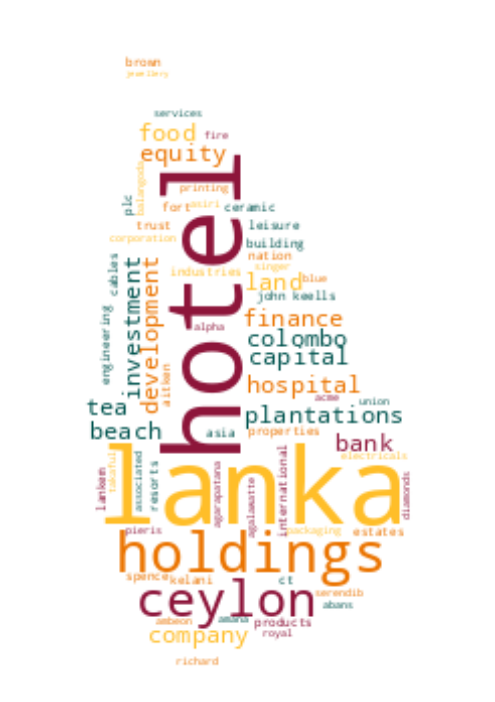 brown
jewellery
services
food fire
equity
balangoda
printing
plc
fort asiri ceramic
hotel
trust leisure
corporation building
nation
cables investment development industries singer
land blue
john keells
engineering finance
alpha colombo
capital
aitken hospital
acme union
tea plantations
beach asia properties bank
lanka
electricals
lankem takaful associated resorts agarapatana agalawatte international diamonds
pieris packaging estates
holdings
spence kelani ct
ceylon serendib
abans
ambeon amana products
company royal
richard